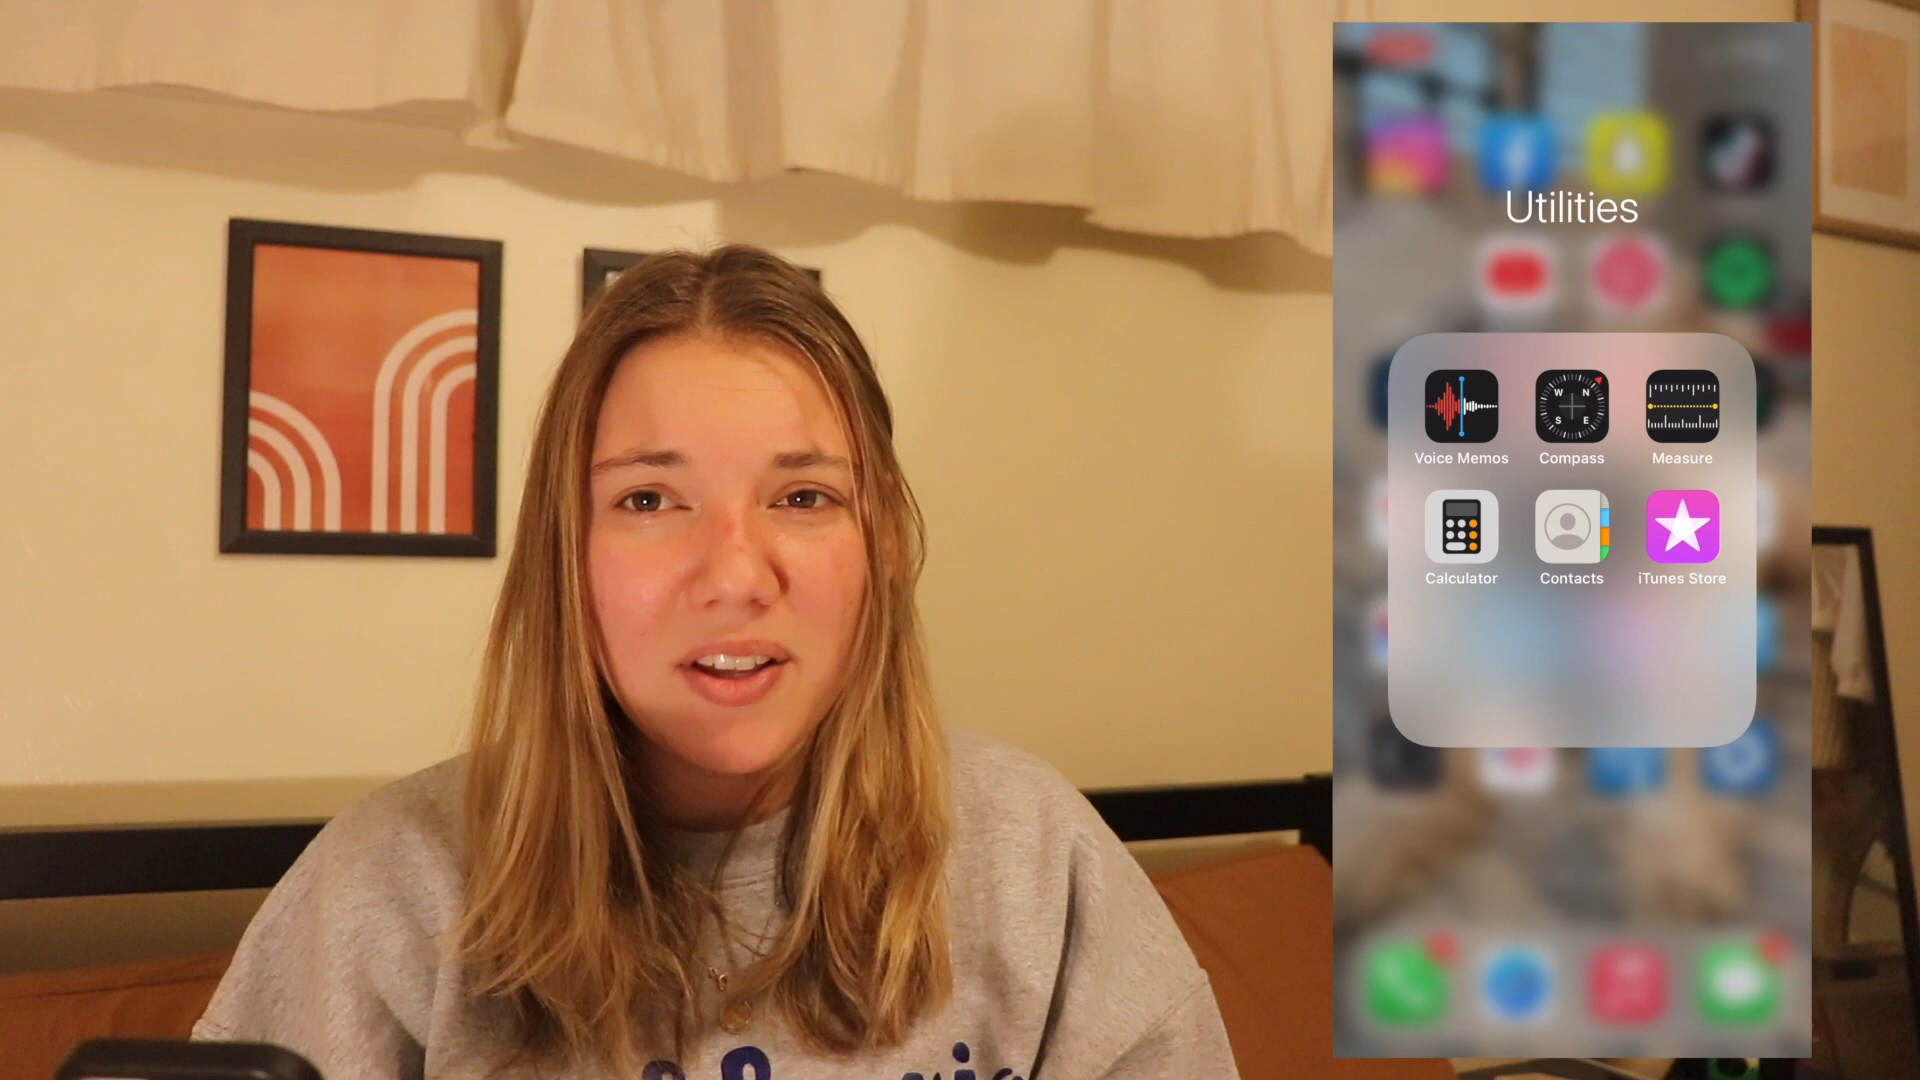 Utilities
W N
S E
Voice Memos Compass Measure
Calculator Contacts iTunes Store